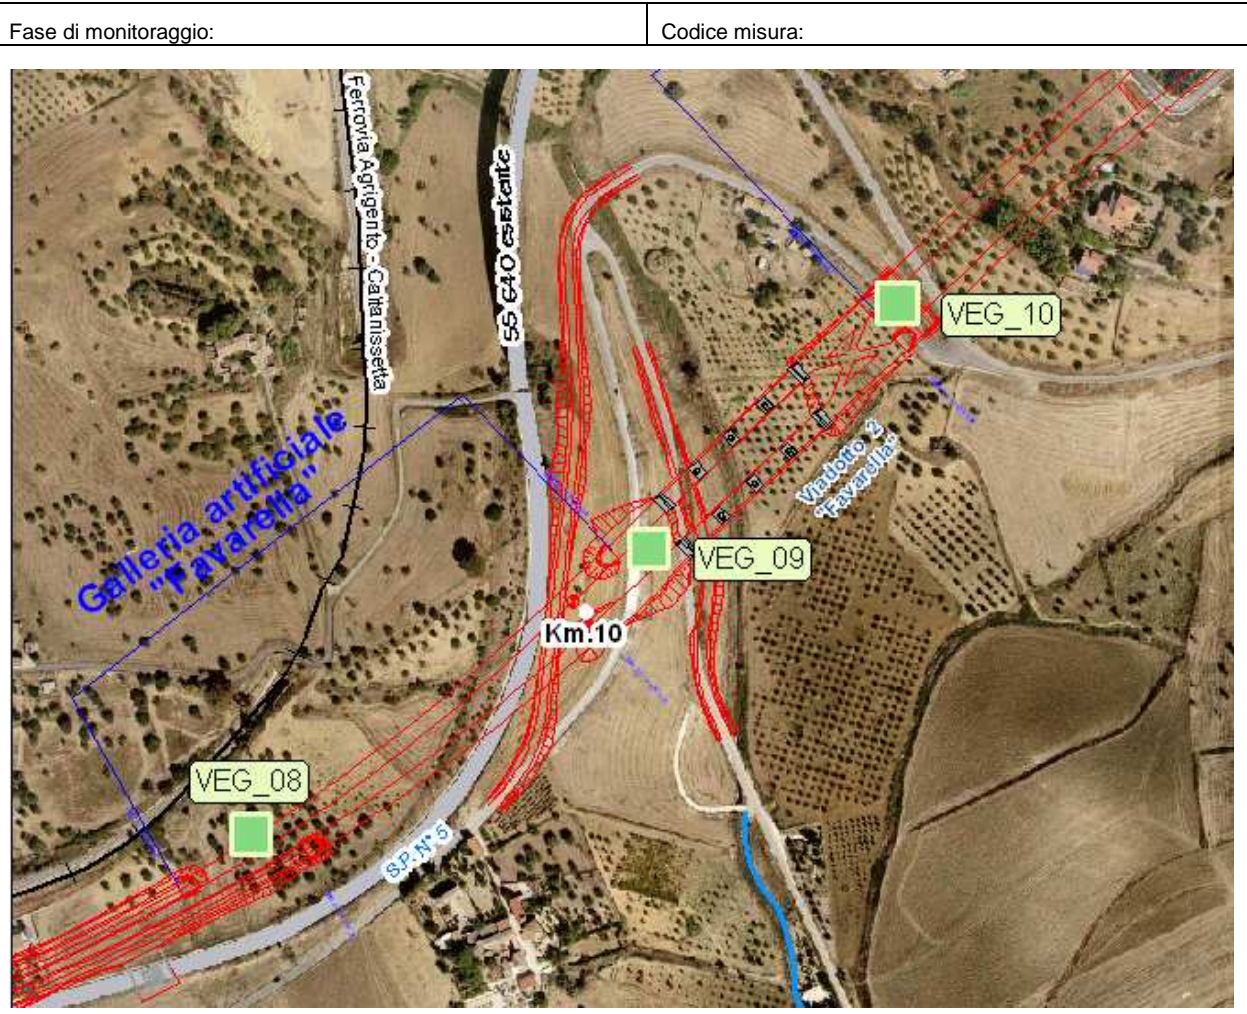 Fase di monitoraggio:
Codice misura:
Ferrovia Agrigento - Caltanissetta
SS 640 esistente
VEG_10
Galleria artificiale
"Favarella"
Viadotto 2
"Favarella"
VEG_09
Km.10
VEG_08
S.P. N° 5